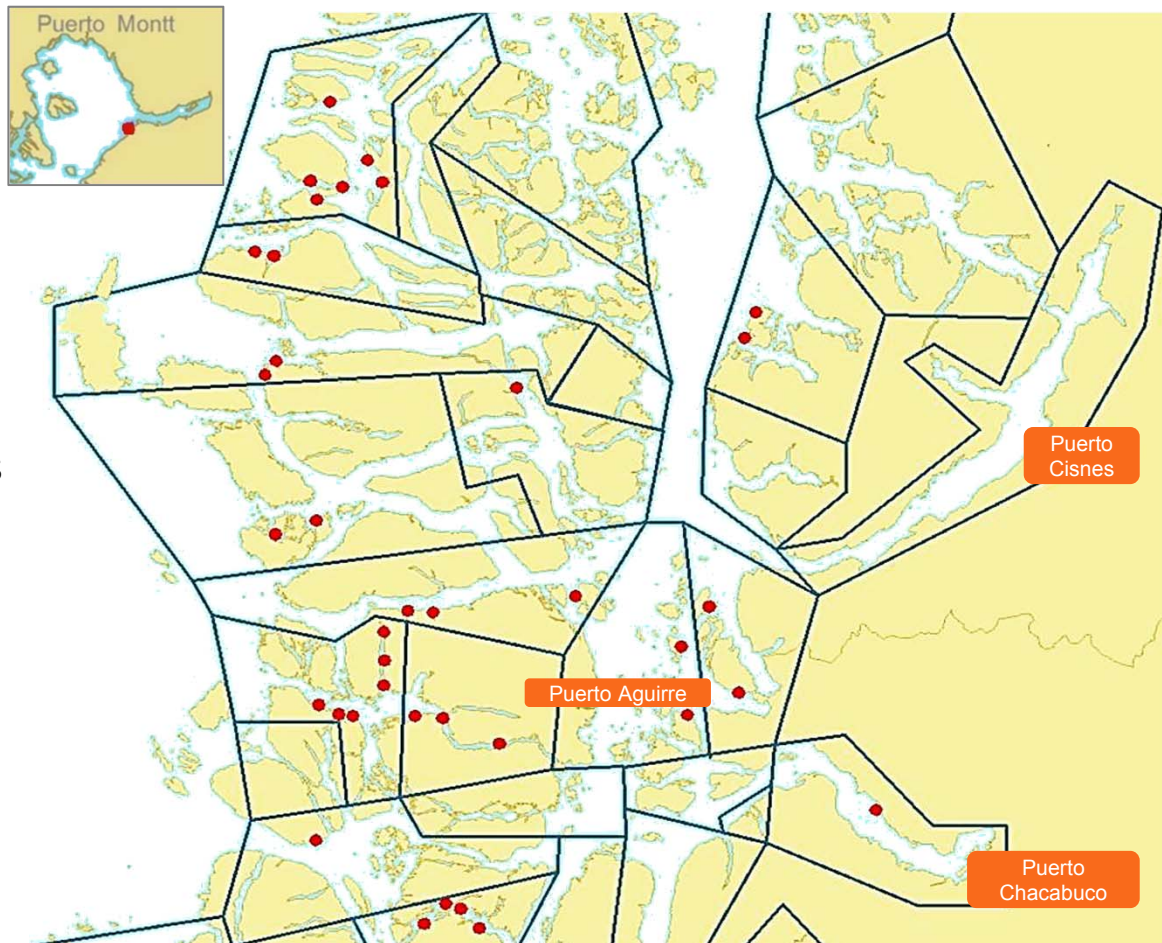 Puerto Montt
Puerto
Cisnes
Puerto Aguirre
Puerto
Chacabuco